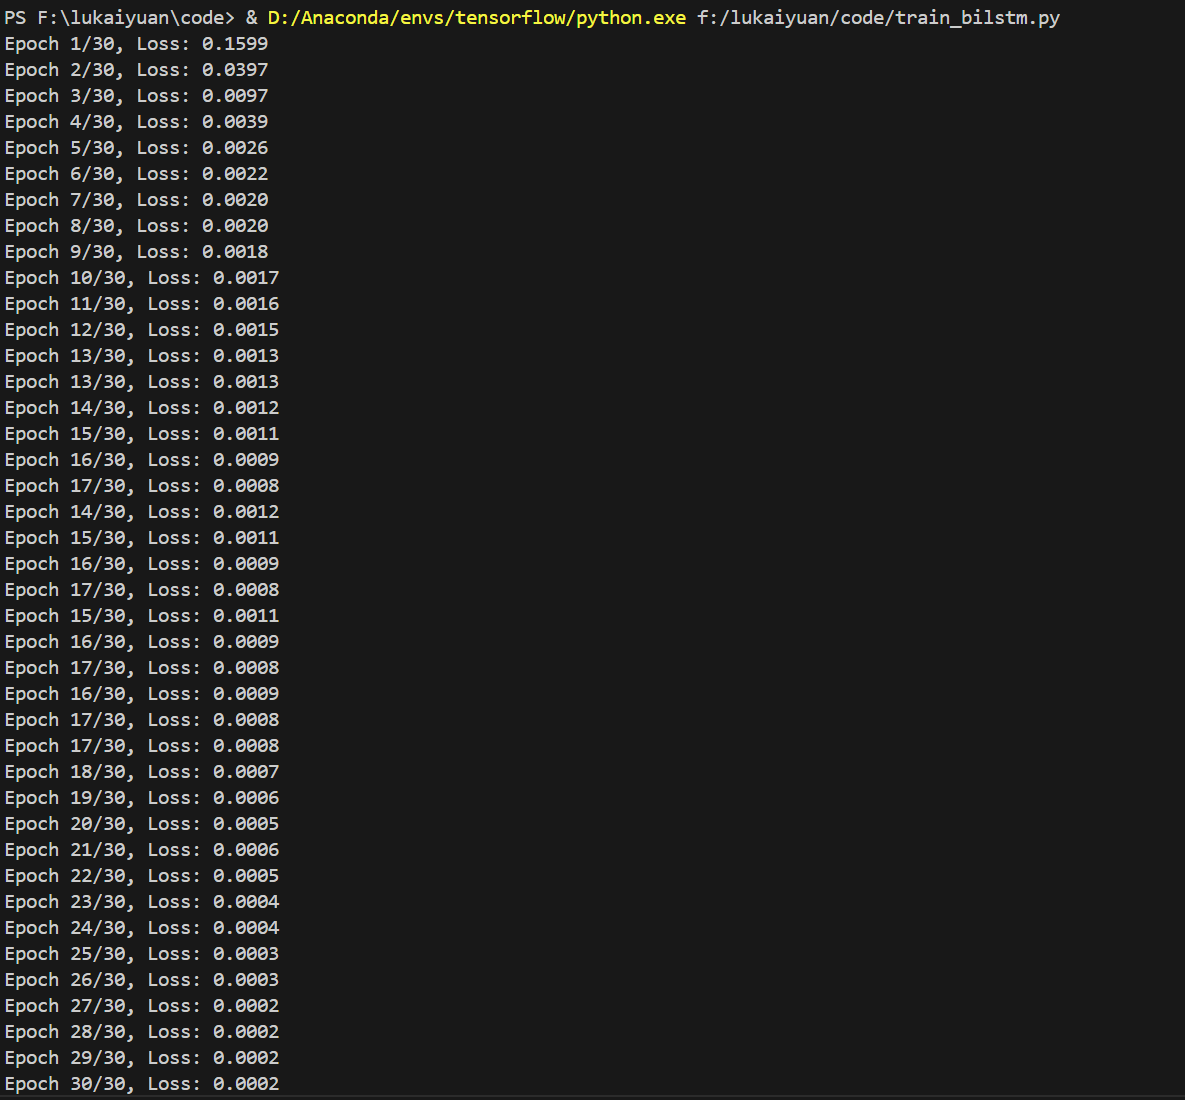 PS F:\lukaiyuan\code> & D:/Anaconda/envs/tensorflow/python.exe f:/lukaiyuan/code/train_bilstm.py
Epoch 1/30, Loss: 0.1599
Epoch 2/30, Loss: 0.0397
Epoch 3/30, Loss: 0.0097
Epoch 4/30, Loss: 0.0039
Epoch 5/30, Loss: 0.0026
Epoch 6/30, Loss: 0.0022
Epoch 7/30, Loss: 0.0020
Epoch 8/30, Loss: 0.0020
Epoch 9/30, Loss: 0.0018
Epoch 10/30, Loss: 0.0017
Epoch 11/30, Loss: 0.0016
Epoch 12/30, Loss: 0.0015
Epoch 13/30, Loss: 0.0013
Epoch 13/30, Loss: 0.0013
Epoch 14/30, Loss: 0.0012
Epoch 15/30, Loss: 0.0011
Epoch 16/30, Loss: 0.0009
Epoch 17/30, Loss: 0.0008
Epoch 14/30, Loss: 0.0012
Epoch 15/30, Loss: 0.0011
Epoch 16/30, Loss: 0.0009
Epoch 17/30, Loss: 0.0008
Epoch 15/30, Loss: 0.0011
Epoch 16/30, Loss: 0.0009
Epoch 17/30, Loss: 0.0008
Epoch 16/30, Loss: 0.0009
Epoch 17/30, Loss: 0.0008
Epoch 17/30, Loss: 0.0008
Epoch 18/30, Loss: 0.0007
Epoch 19/30, Loss: 0.0006
Epoch 20/30, Loss: 0.0005
Epoch 21/30, Loss: 0.0006
Epoch 22/30, Loss: 0.0005
Epoch 23/30, Loss: 0.0004
Epoch 24/30, Loss: 0.0004
Epoch 25/30, Loss: 0.0003
Epoch 26/30, Loss: 0.0003
Epoch 27/30, Loss: 0.0002
Epoch 28/30, Loss: 0.0002
Epoch 29/30, Loss: 0.0002
Epoch 30/30, Loss: 0.0002